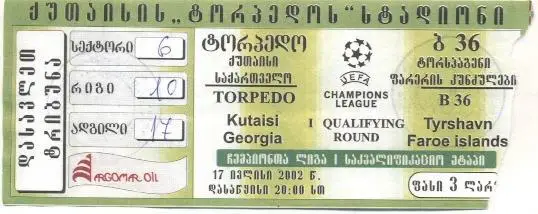 ქუთაისის „ტორპედოს“ სტადიონი
დასავლეთ ტრიბუნა
სექტორი 6
რიგი 10
ადგილი 17
ARGOMAR OIL
ტორპედო
ქუთაისი
საქართველო
TORPEDO
Kutaisi
Georgia
UEFA
CHAMPIONS
LEAGUE
I QUALIFYING
ROUND
ბ 36
ტორსჰავნი
ფარერის კუნძულები
B 36
Tyrshavn
Faroe islands
ჩემპიონთა ლიგა I საკვალიფიკაციო ეტაპი
17 ივლისი 2002 წ.
დასაწყისი 20:00 სთ
ფასი 3 ლარ